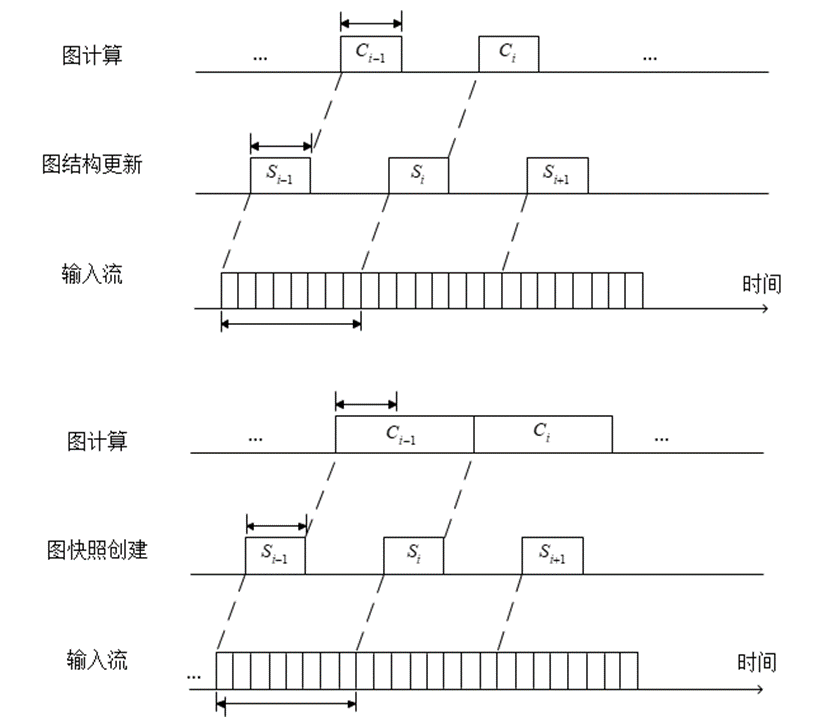 图计算 ... C_{i-1} C_i ...
图结构更新 S_{i-1} S_i S_{i+1}
输入流 时间
图计算 ... C_{i-1} C_i ...
图快照创建 S_{i-1} S_i S_{i+1}
输入流 ... 时间